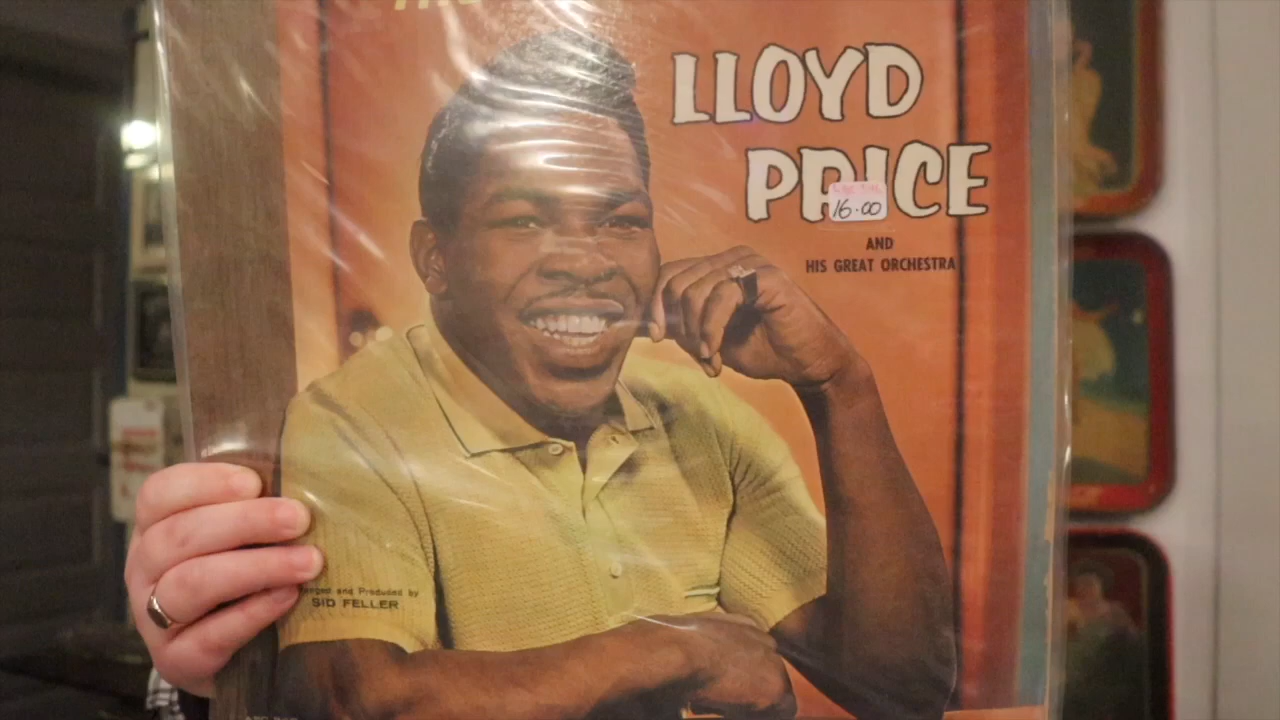 LLOYD
PRICE
16.00
AND
HIS GREAT ORCHESTRA
and Produced by
SID FELLER